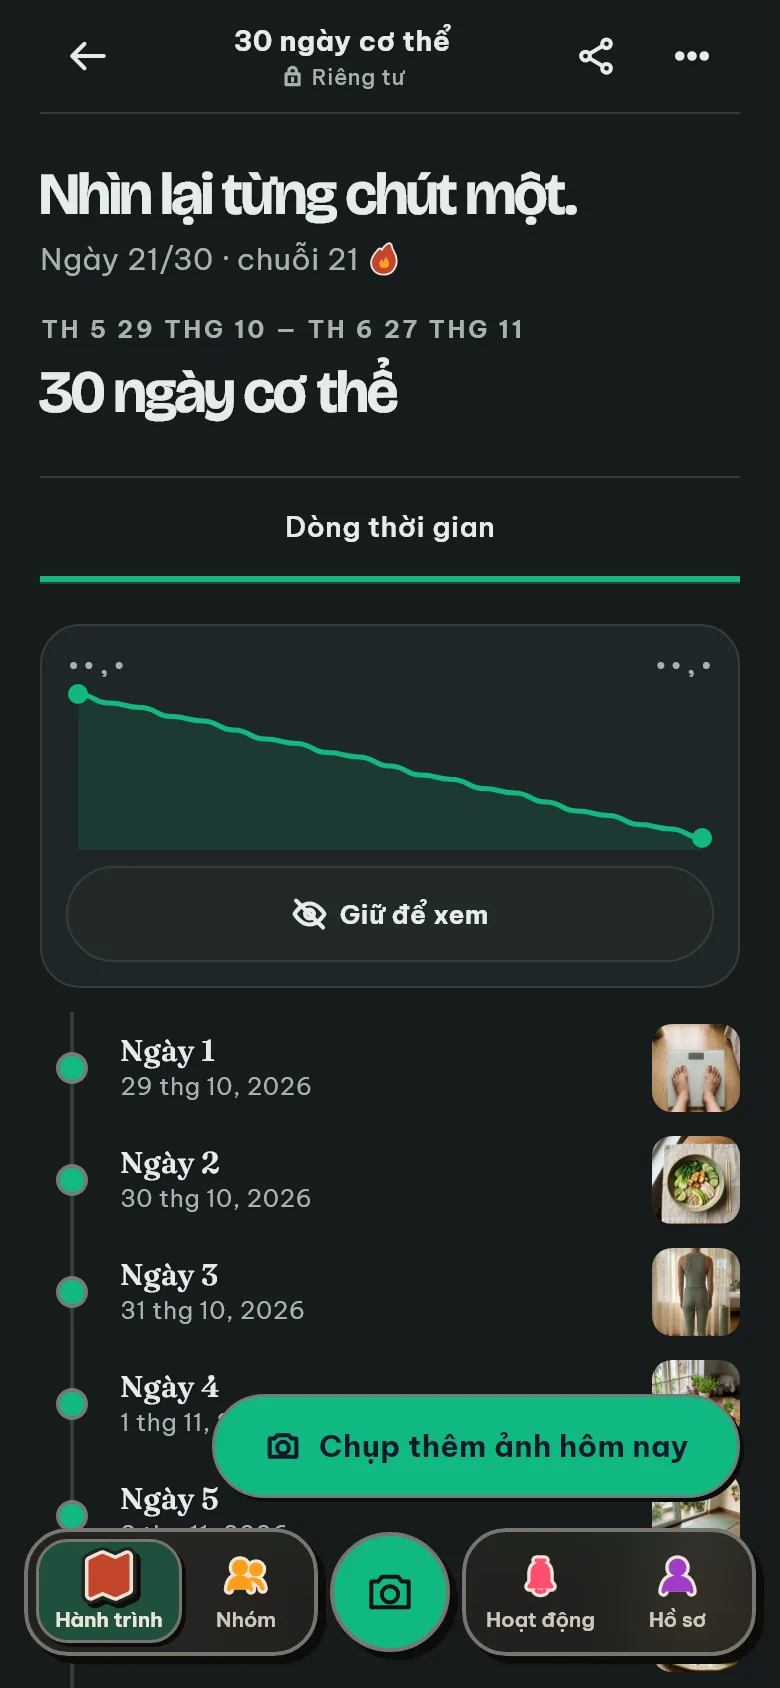 30 ngày cơ thể
Riêng tư
Nhìn lại từng chút một.
Ngày 21/30 · chuỗi 21
TH 5 29 THG 10 — TH 6 27 THG 11
30 ngày cơ thể
Dòng thời gian
••,•
••,•
Giữ để xem
Ngày 1
29 thg 10, 2026
Ngày 2
30 thg 10, 2026
Ngày 3
31 thg 10, 2026
Ngày 4
1 thg 11,
Chụp thêm ảnh hôm nay
Ngày 5
Hành trình
Nhóm
Hoạt động
Hồ sơ